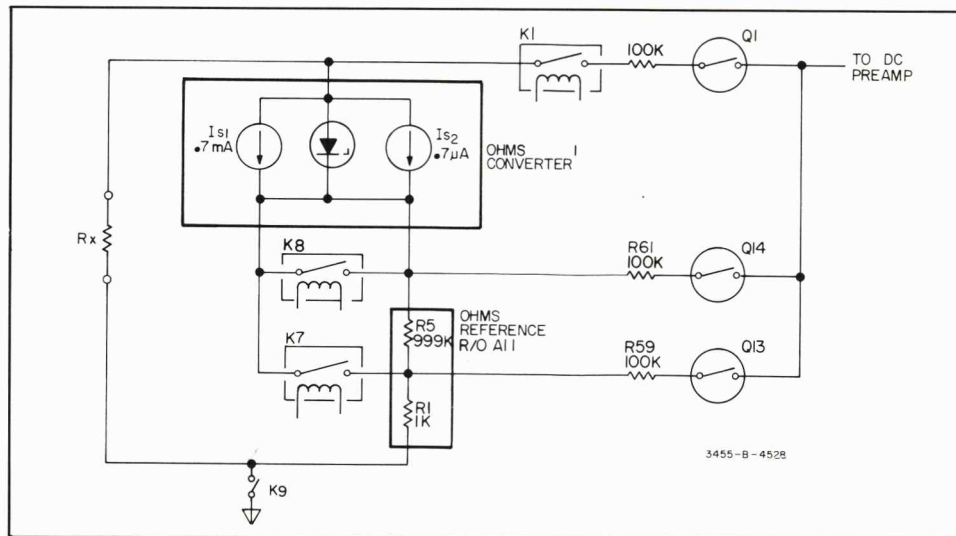 K1
100K
Q1
TO DC
PREAMP
Is1
.7mA
Is2
.7µA
OHMS
CONVERTER
1
Rx
K8
R61
100K
Q14
OHMS
REFERENCE
R/O A11
R5
999K
K7
R59
100K
Q13
R1
1K
3455-B-4528
K9